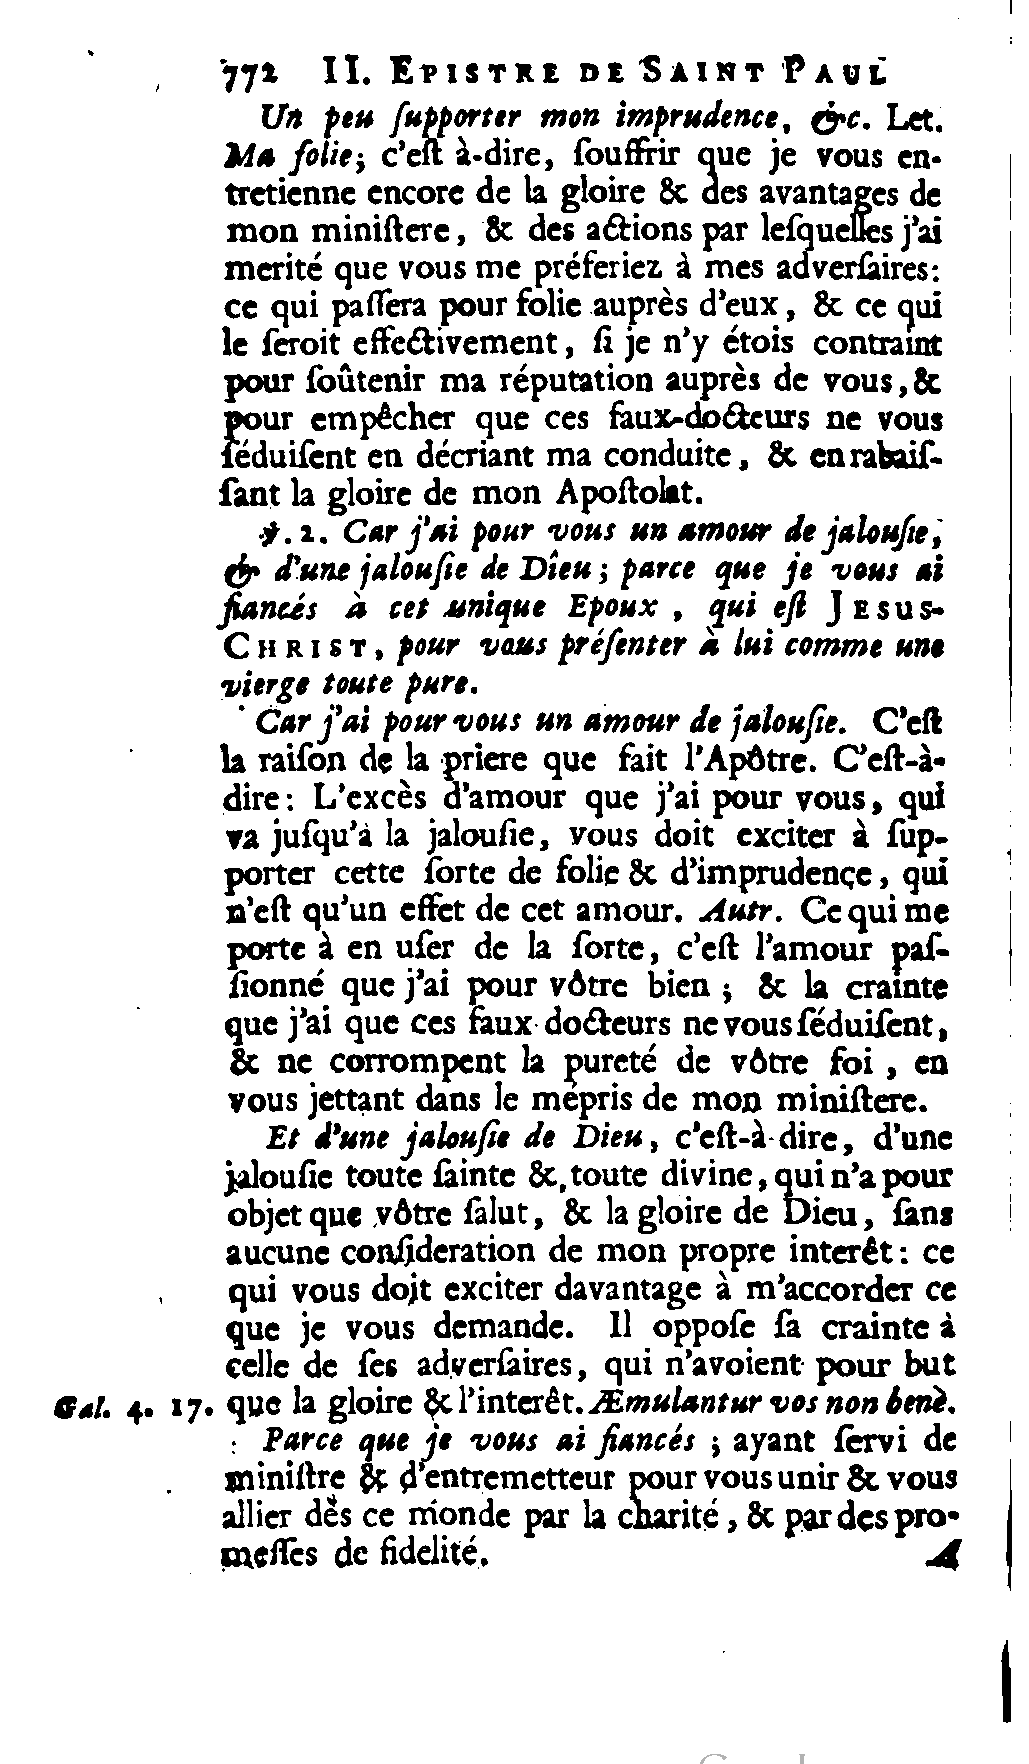 772 II. EPISTRE DE SAINT PAUL
Un peu ſupporter mon imprudence, &c. Let.
Ma folie; c'eſt à-dire, ſouffrir que je vous en-
tretienne encore de la gloire & des avantages de
mon miniſtere, & des actions par leſquelles j'ai
merité que vous me préferiez à mes adverſaires:
ce qui paſſera pour folie auprès d'eux, & ce qui
le ſeroit effectivement, ſi je n'y étois contraint
pour ſoûtenir ma réputation auprès de vous, &
pour empêcher que ces faux-docteurs ne vous
ſéduiſent en décriant ma conduite, & en rabaiſ-
ſant la gloire de mon Apoſtolat.
℣. 2. Car j'ai pour vous un amour de jalouſie,
& d'une jalouſie de Dieu; parce que je vous ai
fiancés à cet unique Epoux, qui eſt JESUS-
CHRIST, pour vous préſenter à lui comme une
vierge toute pure.
Car j'ai pour vous un amour de jalouſie. C'eſt
la raiſon de la priere que fait l'Apôtre. C'eſt-à-
dire: L'excès d'amour que j'ai pour vous, qui
va juſqu'à la jalouſie, vous doit exciter à ſup-
porter cette ſorte de folie & d'imprudence, qui
n'eſt qu'un effet de cet amour. Autr. Ce qui me
porte à en uſer de la ſorte, c'eſt l'amour paſ-
ſionné que j'ai pour vôtre bien; & la crainte
que j'ai que ces faux docteurs ne vous ſéduiſent,
& ne corrompent la pureté de vôtre foi, en
vous jettant dans le mépris de mon miniſtere.
Et d'une jalouſie de Dieu, c'eſt-à-dire, d'une
jalouſie toute ſainte & toute divine, qui n'a pour
objet que vôtre ſalut, & la gloire de Dieu, ſans
aucune conſideration de mon propre interêt: ce
qui vous doit exciter davantage à m'accorder ce
que je vous demande. Il oppoſe ſa crainte à
celle de ſes adverſaires, qui n'avoient pour but
Gal. 4. 17. que la gloire & l'interêt. Æmulantur vos non benè.
Parce que je vous ai fiancés; ayant ſervi de
miniſtre & d'entremetteur pour vous unir & vous
allier dès ce monde par la charité, & par des pro-
meſſes de fidelité.
A